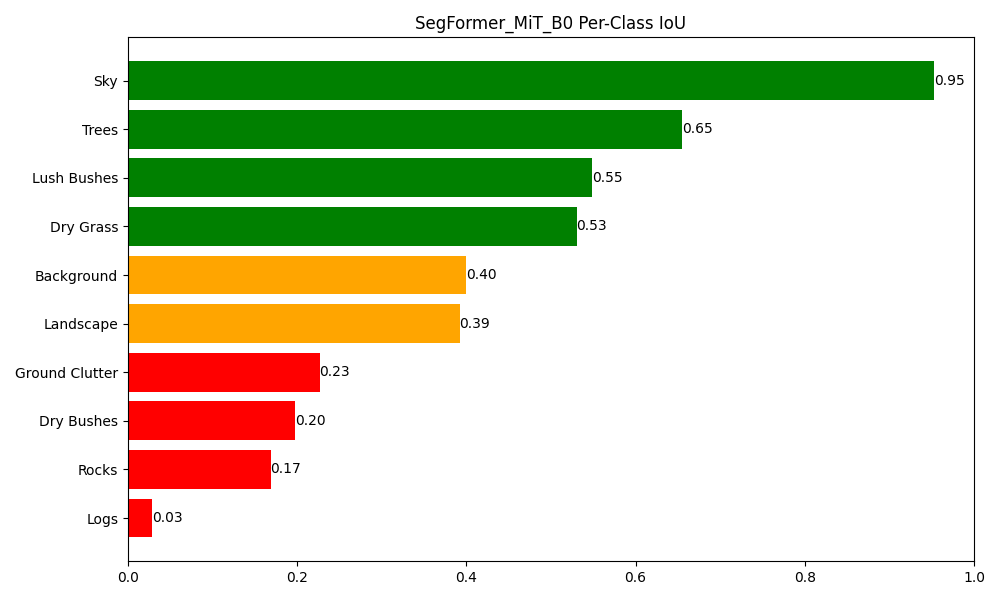 SegFormer_MiT_B0 Per-Class IoU
Sky 0.95
Trees 0.65
Lush Bushes 0.55
Dry Grass 0.53
Background 0.40
Landscape 0.39
Ground Clutter 0.23
Dry Bushes 0.20
Rocks 0.17
Logs 0.03
0.0 0.2 0.4 0.6 0.8 1.0